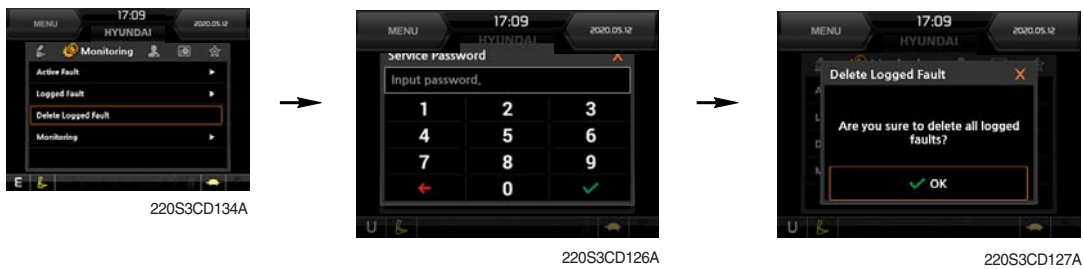 MENU 17:09 2020.05.12
HYUNDAI
Monitoring
Active Fault
Logged Fault
Delete Logged Fault
Monitoring
E
220S3CD134A
MENU 17:09 2020.05.12
HYUNDAI
Service Password X
Input password.
1 2 3
4 5 6
7 8 9
0
U
220S3CD126A
MENU 17:09 2020.05.12
HYUNDAI
Delete Logged Fault X
Are you sure to delete all logged
faults?
OK
U
220S3CD127A